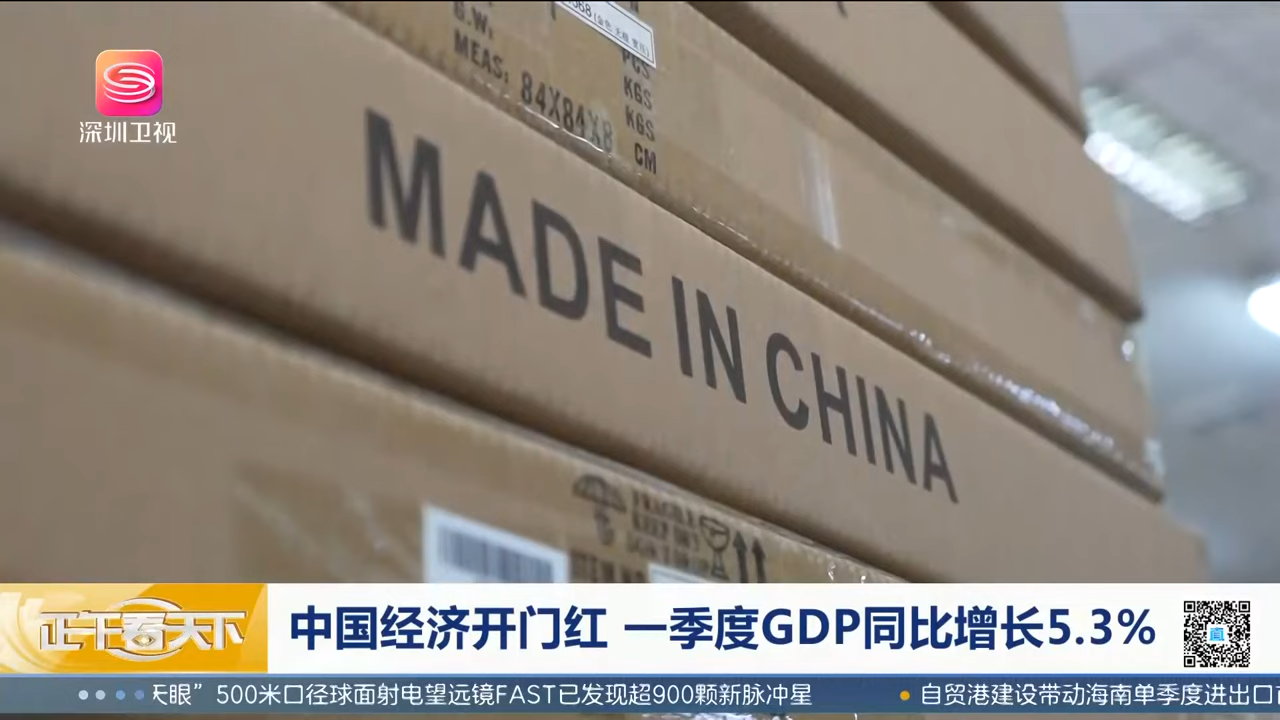 G.W.
MEAS: 84X84X8
PCS
KGS
KGS
CM
深圳卫视
MADE IN CHINA
FRAGILE
正午看天下
中国经济开门红 一季度GDP同比增长5.3%
天眼”500米口径球面射电望远镜FAST已发现超900颗新脉冲星
自贸港建设带动海南单季度进出口